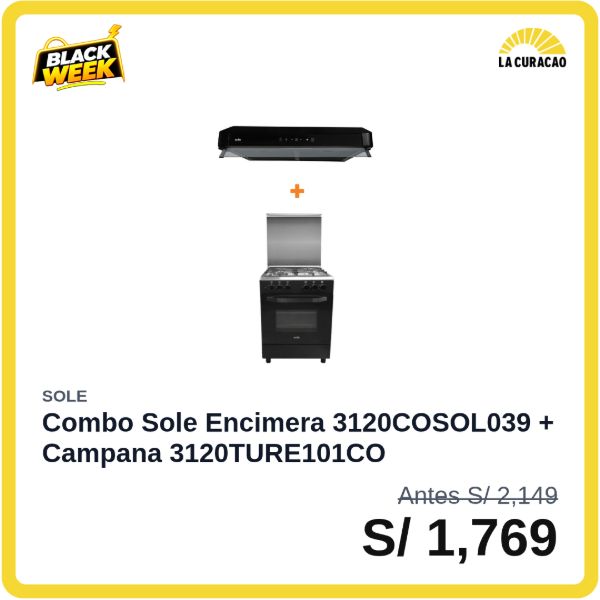 BLACK
WEEK
LA CURACAO
SOLE
Combo Sole Encimera 3120COSOL039 +
Campana 3120TURE101CO
Antes S/ 2,149
S/ 1,769